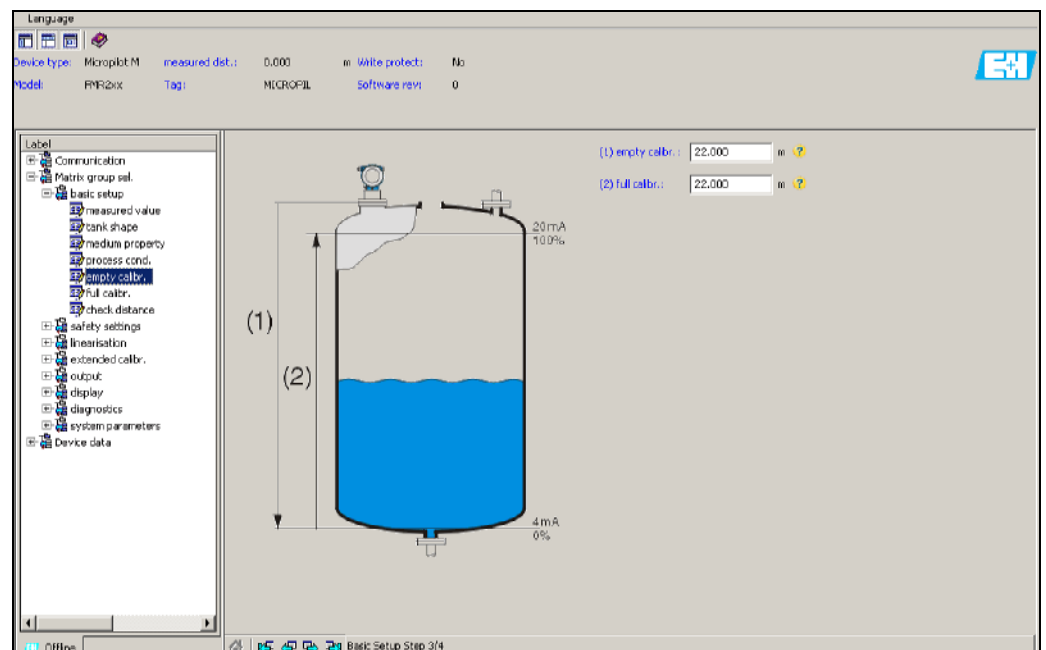 Language
Device type: Micropilot M measured dist.: 0.000 m Write protect: No
Model: FMR2xx Tag: MICROPIL Software rev: 0
E+H
Label
Communication
Matrix group sel.
basic setup
measured value
tank shape
medium property
process cond.
empty calibr.
full calibr.
check distance
safety settings
linearisation
extended calibr.
output
display
diagnostics
system parameters
Device data
(1) empty calibr.: 22.000 m ?
(2) full calibr.: 22.000 m ?
20mA
100%
(1)
(2)
4mA
0%
Offline
Basic Setup Step 3/4